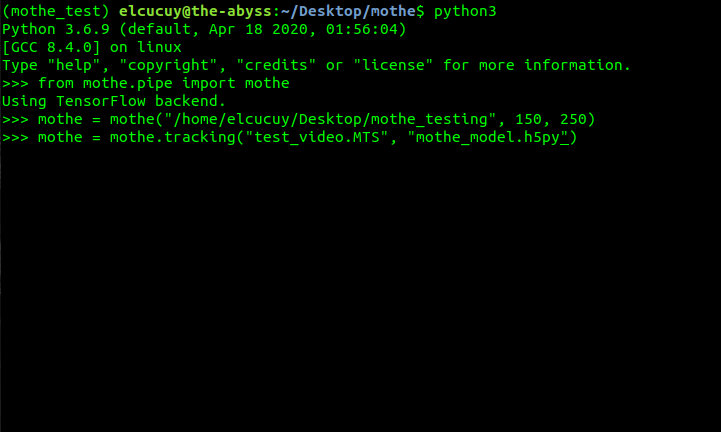 (mothe_test) elcucuy@the-abyss:~/Desktop/mothe$ python3
Python 3.6.9 (default, Apr 18 2020, 01:56:04)
[GCC 8.4.0] on linux
Type "help", "copyright", "credits" or "license" for more information.
>>> from mothe.pipe import mothe
Using TensorFlow backend.
>>> mothe = mothe("/home/elcucuy/Desktop/mothe_testing", 150, 250)
>>> mothe = mothe.tracking("test_video.MTS", "mothe_model.h5py_")